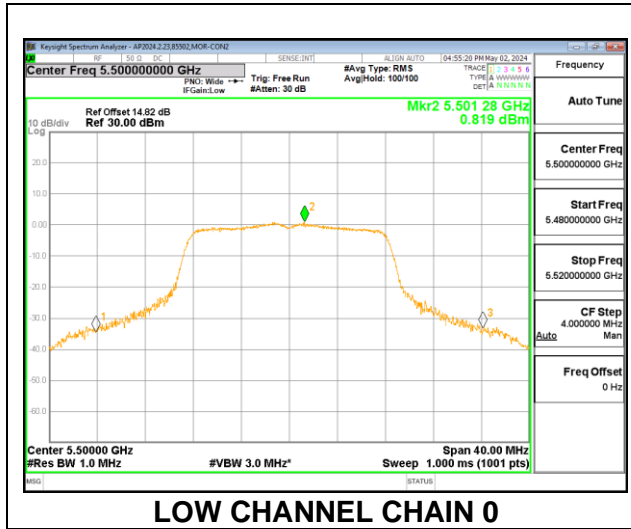 Keysight Spectrum Analyzer - AP2024.2.23,85502,MOR-CON2
RF 50 Ω DC SENSE:INT ALIGN AUTO 04:55:20 PM May 02, 2024
Center Freq 5.500000000 GHz #Avg Type: RMS TRACE 1 2 3 4 5 6 Frequency
PNO: Wide Trig: Free Run Avg|Hold: 100/100 TYPE A WWWWW
IFGain:Low #Atten: 30 dB DET A N N N N N
Auto Tune
Mkr2 5.501 28 GHz
Ref Offset 14.82 dB
10 dB/div Ref 30.00 dBm 0.819 dBm
Log
Center Freq
5.500000000 GHz
20.0
10.0
Start Freq
5.480000000 GHz
0.00
2
-10.0
Stop Freq
5.520000000 GHz
-20.0
-30.0
1
3
CF Step
4.000000 MHz
Auto Man
-40.0
-50.0
Freq Offset
0 Hz
-60.0
Center 5.50000 GHz Span 40.00 MHz
#Res BW 1.0 MHz #VBW 3.0 MHz* Sweep 1.000 ms (1001 pts)
MSG STATUS
LOW CHANNEL CHAIN 0